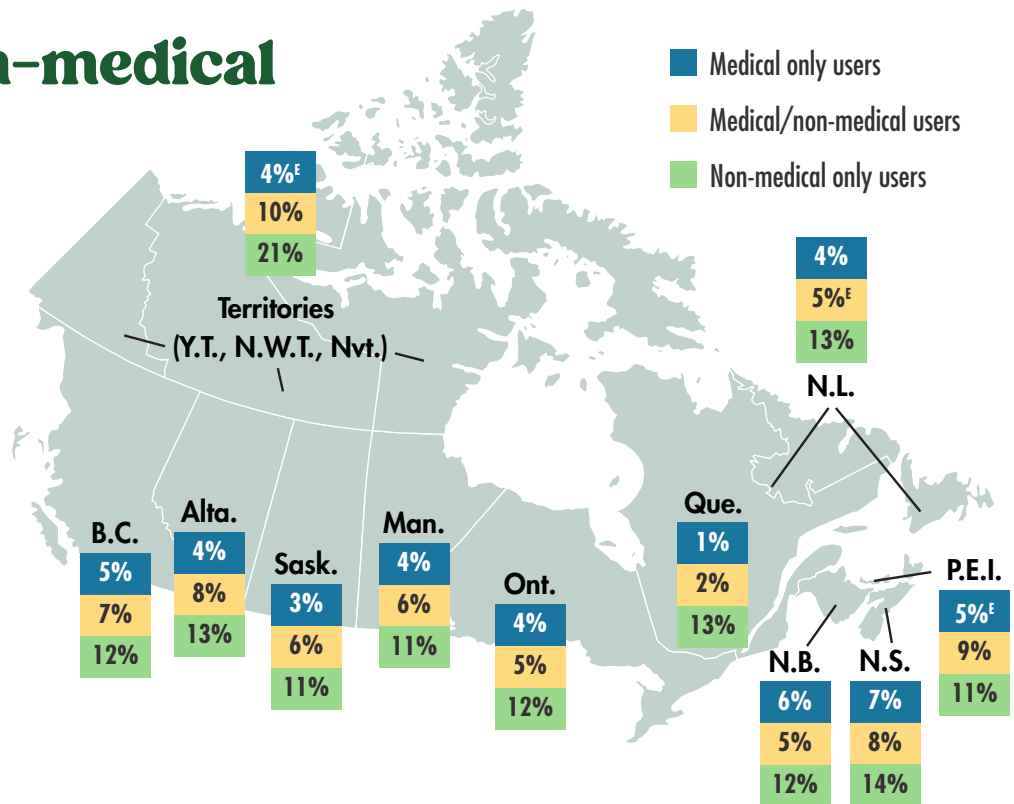 n-medical
Medical only users
Medical/non-medical users
Non-medical only users
4%ᴱ
10%
21%
Territories
(Y.T., N.W.T., Nvt.)
4%
5%ᴱ
13%
N.L.
B.C.
5%
7%
12%
Alta.
4%
8%
13%
Sask.
3%
6%
11%
Man.
4%
6%
11%
Ont.
4%
5%
12%
Que.
1%
2%
13%
N.B.
6%
5%
12%
N.S.
7%
8%
14%
P.E.I.
5%ᴱ
9%
11%